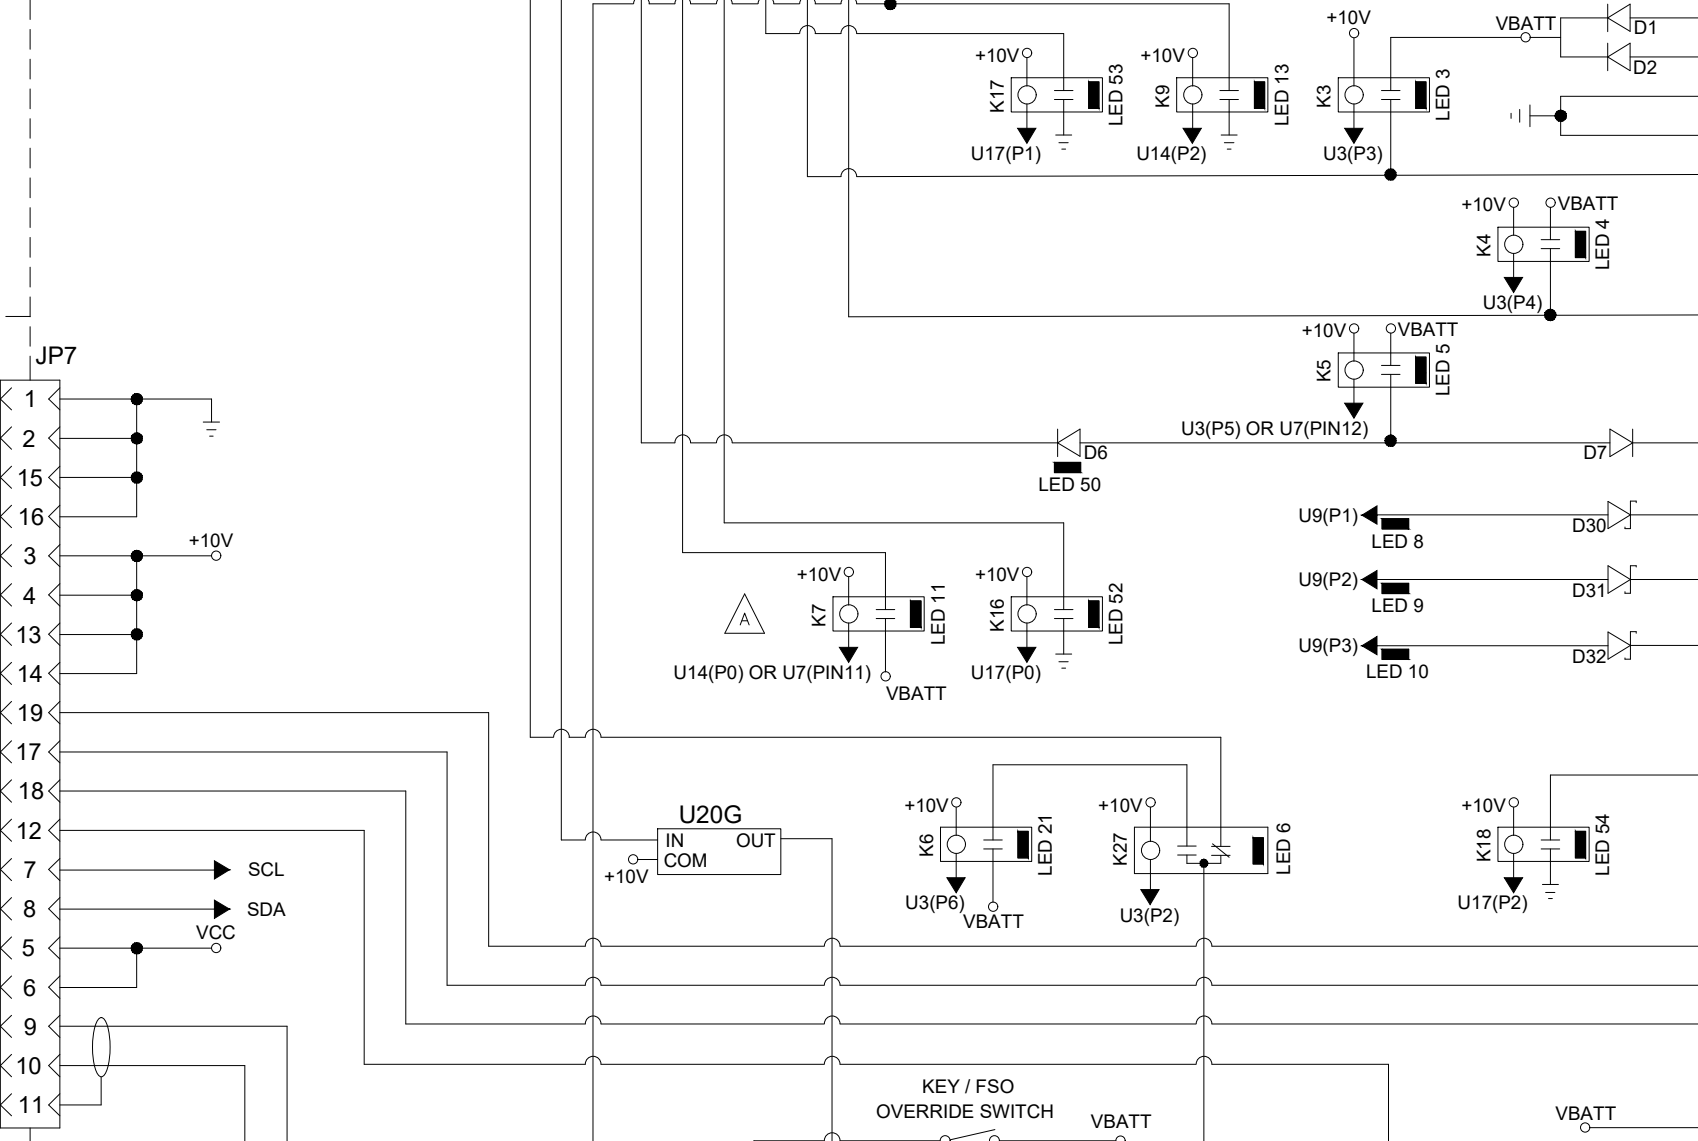 +10V
VBATT
D1
D2
+10V
K17
LED 53
U17(P1)
+10V
K9
LED 13
U14(P2)
K3
LED 3
U3(P3)
+10V
VBATT
K4
LED 4
U3(P4)
+10V
VBATT
K5
LED 5
U3(P5) OR U7(PIN12)
D6
LED 50
D7
U9(P1)
LED 8
D30
U9(P2)
LED 9
D31
U9(P3)
LED 10
D32
A
+10V
K7
LED 11
U14(P0) OR U7(PIN11)
VBATT
+10V
K16
LED 52
U17(P0)
JP7
1
2
15
16
3
+10V
4
13
14
19
17
18
12
7
SCL
8
SDA
5
VCC
6
9
10
11
U20G
IN
OUT
COM
+10V
+10V
K6
LED 21
U3(P6)
VBATT
+10V
K27
LED 6
U3(P2)
+10V
K18
LED 54
U17(P2)
KEY / FSO
OVERRIDE SWITCH
VBATT
VBATT